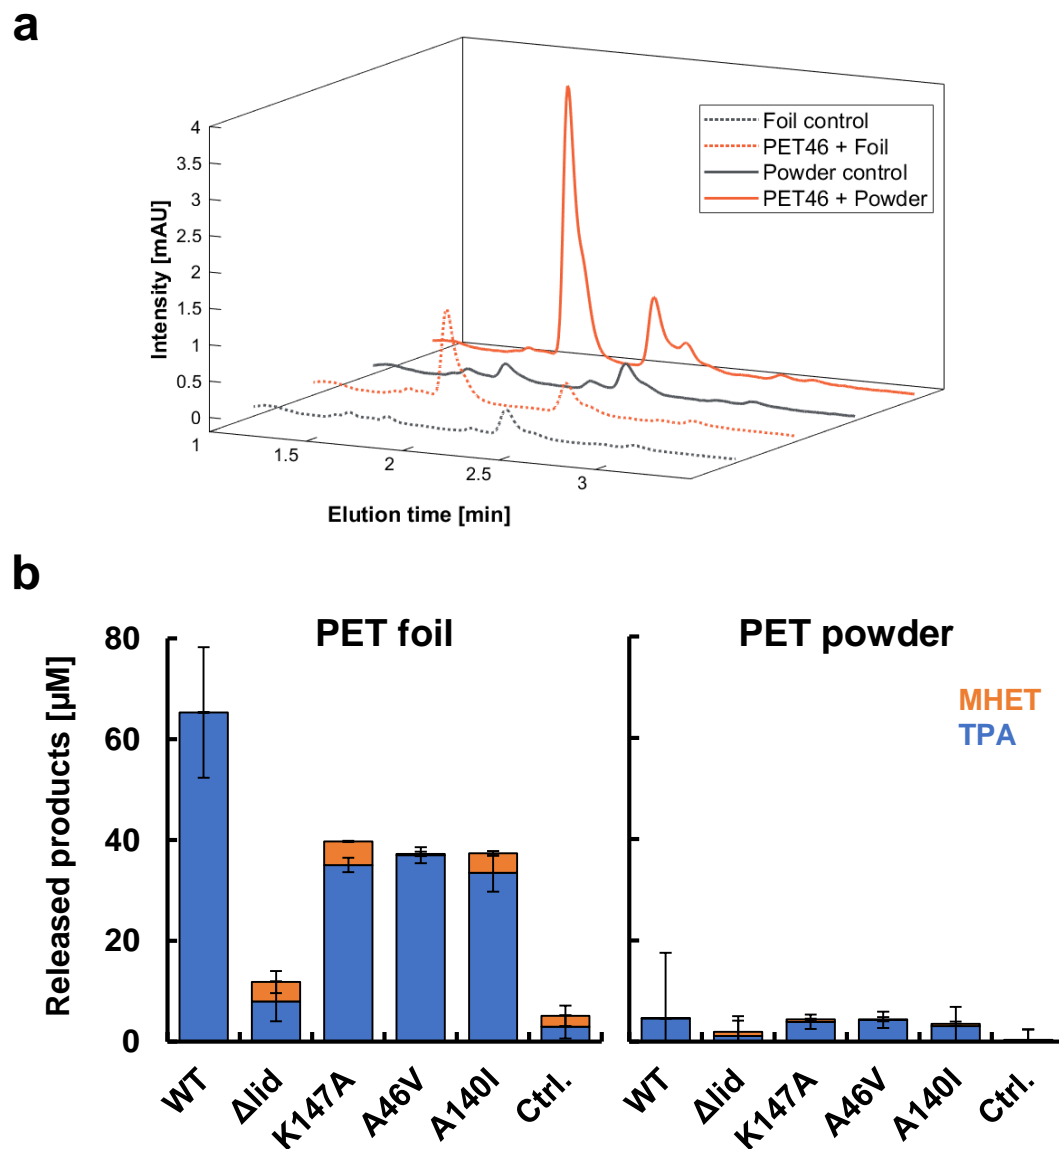 a
4
3.5
3
2.5
2
1.5
1
0.5
0
Intensity [mAU]
1
1.5
2
2.5
3
Elution time [min]
Foil control
PET46 + Foil
Powder control
PET46 + Powder
b
PET foil
PET powder
80
60
40
20
0
Released products [µM]
MHET
TPA
WT
Δlid
K147A
A46V
A140I
Ctrl.
WT
Δlid
K147A
A46V
A140I
Ctrl.